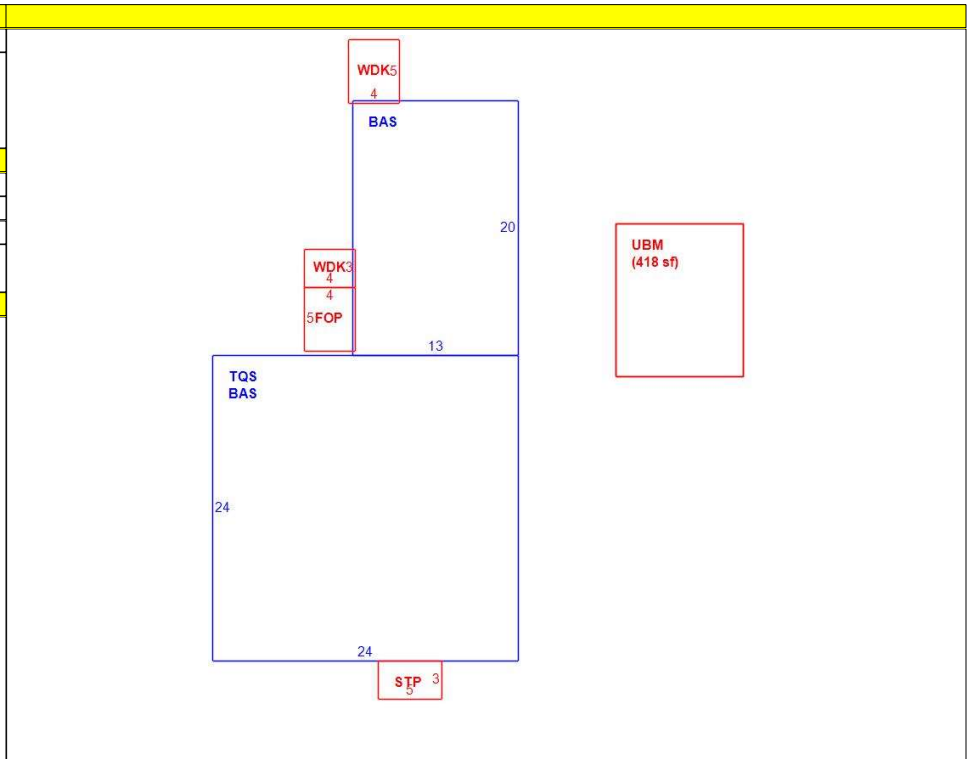 WDK5
4
BAS
20
UBM
(418 sf)
WDK3
4
4
5FOP
13
TQS
BAS
24
24
STP 3
5